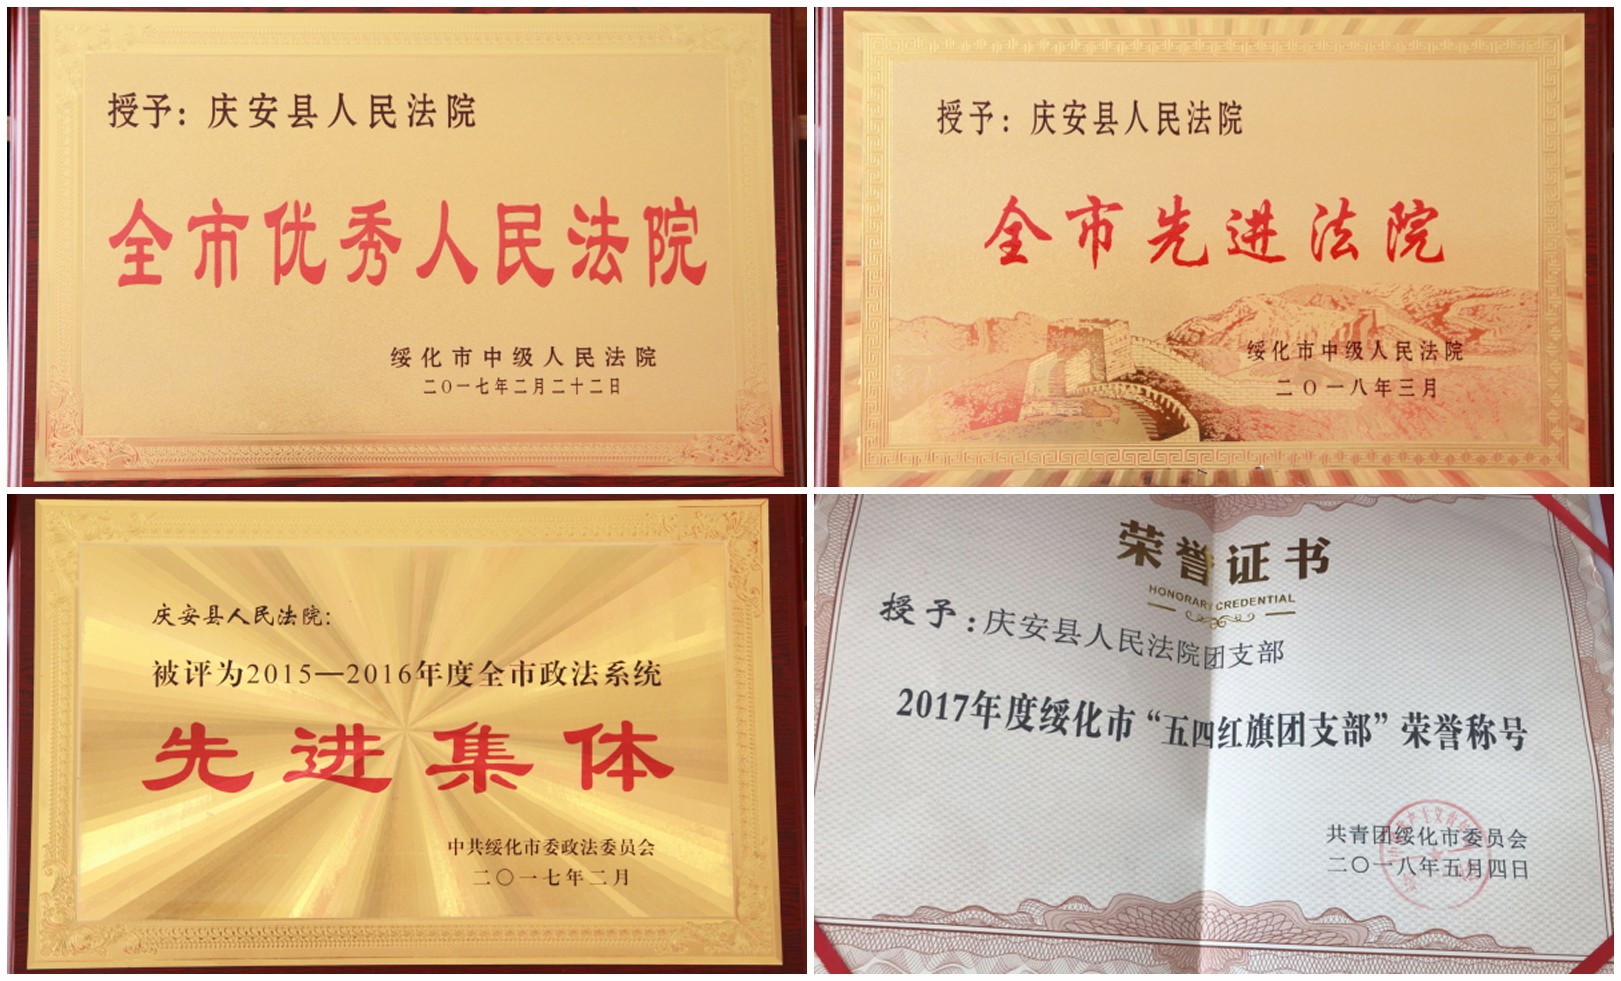 授予：庆安县人民法院
全市优秀人民法院
绥化市中级人民法院
二〇一七年二月二十二日
授予：庆安县人民法院
全市先进法院
绥化市中级人民法院
二〇一八年三月
庆安县人民法院：
被评为2015—2016年度全市政法系统
先进集体
中共绥化市委政法委员会
二〇一七年二月
荣誉证书
HONORARY CREDENTIAL
授予：庆安县人民法院团支部
2017年度绥化市“五四红旗团支部”荣誉称号
共青团绥化市委员会
二〇一八年五月四日